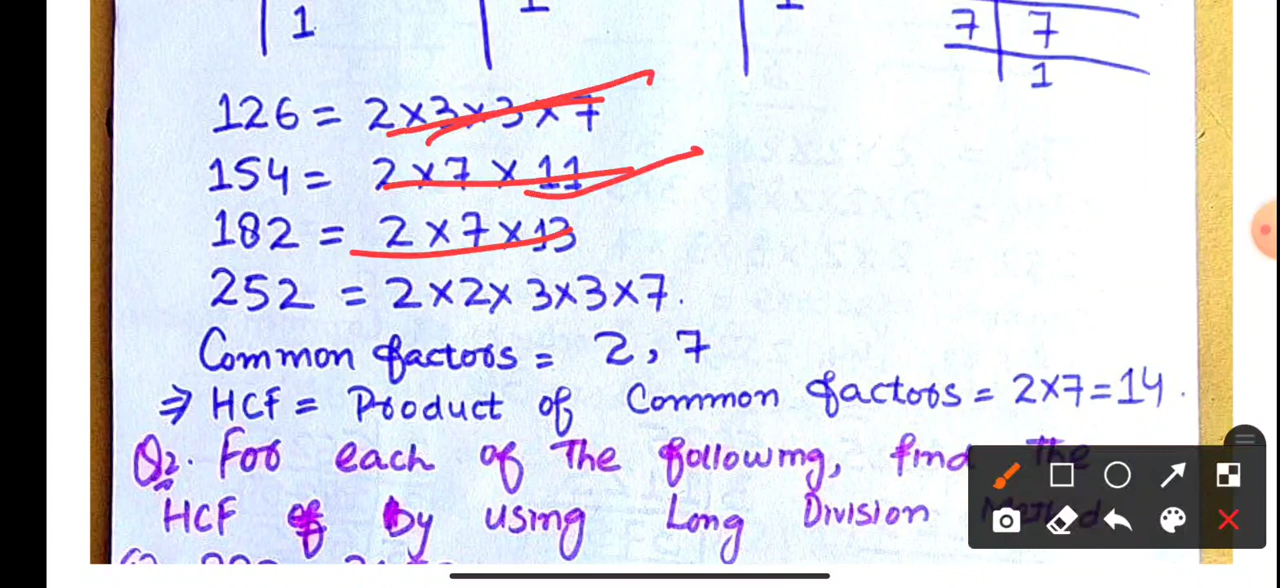 1
7 7
1
126 = 2×3×3×7
154 = 2×7×11
182 = 2×7×13
252 = 2×2×3×3×7.
Common factors = 2, 7
⇒ HCF = Product of Common factors = 2×7=14.
Q2. For each of The following, find The
HCF of by using Long Division